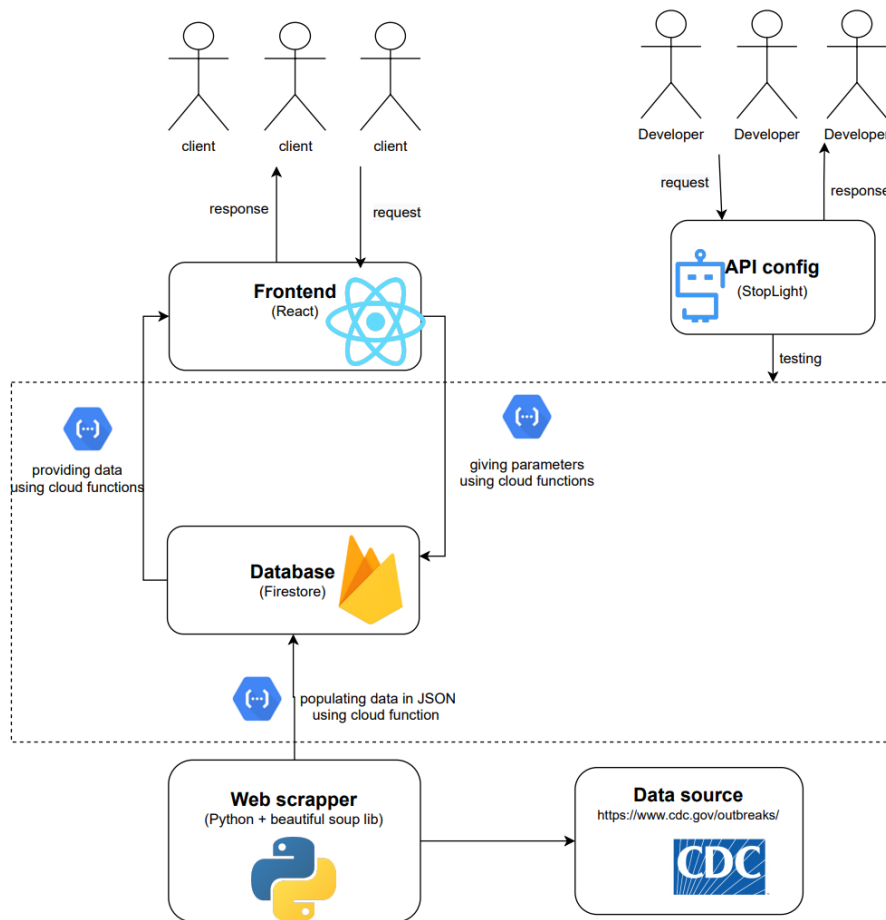 client
client
client
Developer
Developer
Developer
response
request
request
response
Frontend
(React)
API config
(StopLight)
testing
providing data
using cloud functions
giving parameters
using cloud functions
Database
(Firestore)
populating data in JSON
using cloud function
Web scrapper
(Python + beautiful soup lib)
Data source
https://www.cdc.gov/outbreaks/
CDC